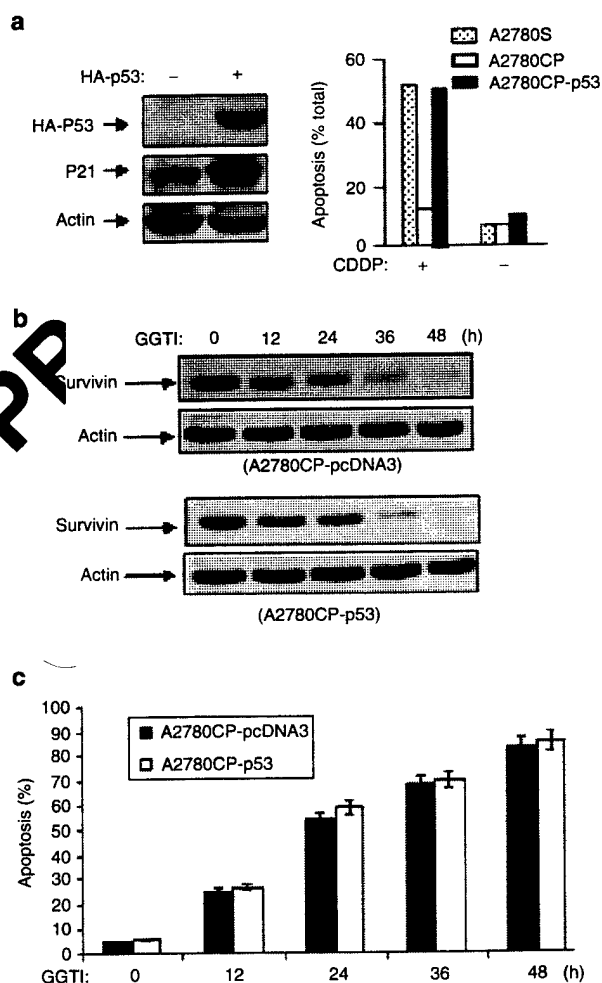 a
HA-p53: – +
HA-P53
P21
Actin
A2780S
A2780CP
A2780CP-p53
Apoptosis (% total)
60
40
20
0
CDDP: + –
b
GGTI: 0 12 24 36 48 (h)
Survivin
Actin
(A2780CP-pcDNA3)
Survivin
Actin
(A2780CP-p53)
PP
c
A2780CP-pcDNA3
A2780CP-p53
Apoptosis (%)
100
90
80
70
60
50
40
30
20
10
0
GGTI: 0 12 24 36 48 (h)